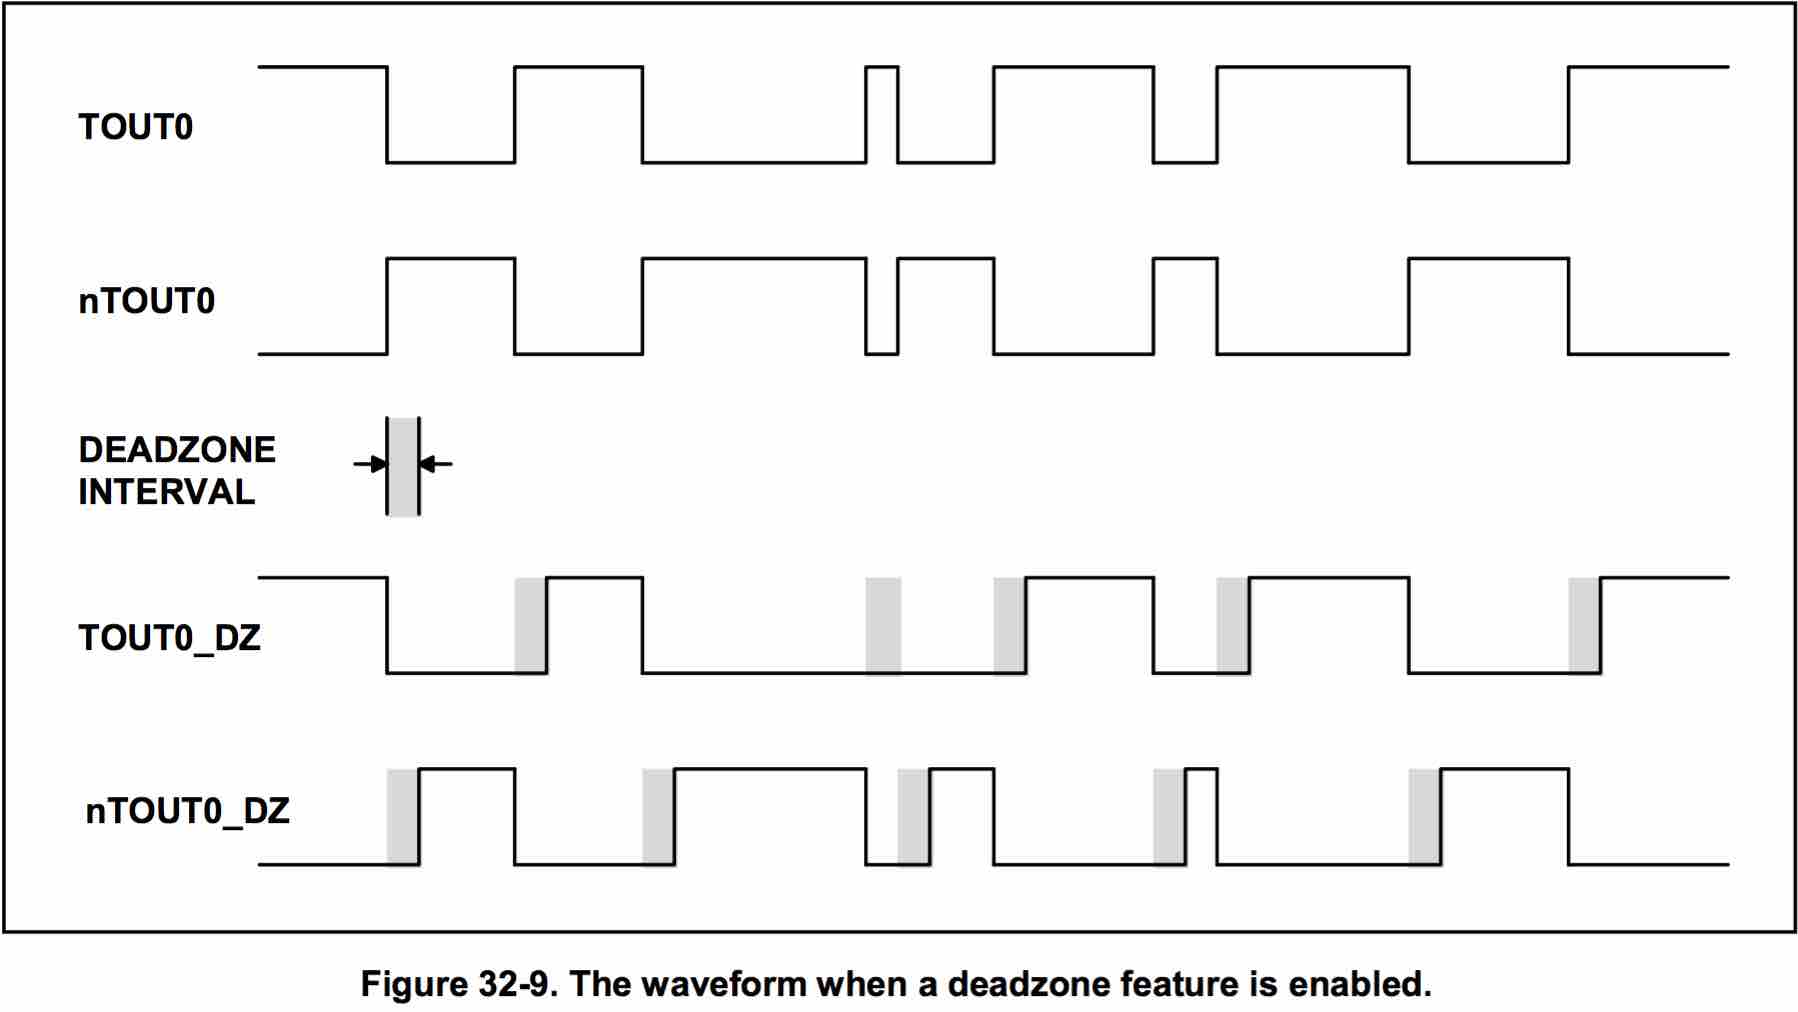 TOUT0
nTOUT0
DEADZONE
INTERVAL
TOUT0_DZ
nTOUT0_DZ
Figure 32-9. The waveform when a deadzone feature is enabled.